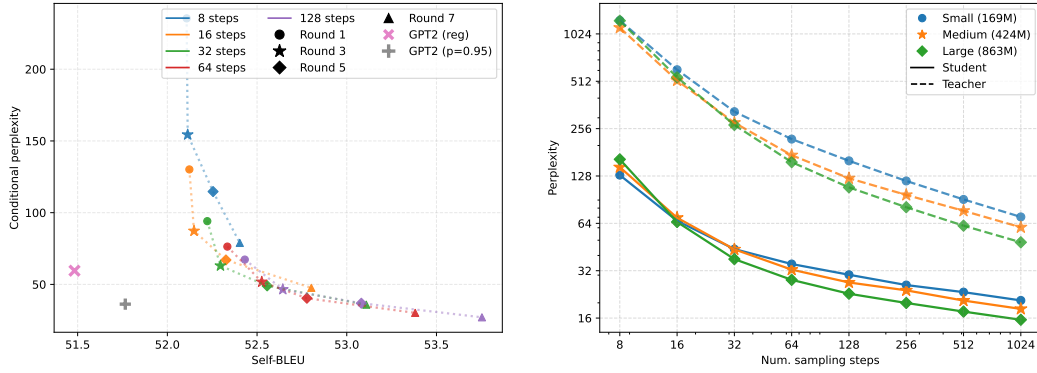 8 steps
16 steps
32 steps
64 steps
128 steps
Round 1
Round 3
Round 5
Round 7
GPT2 (reg)
GPT2 (p=0.95)
Conditional perplexity
200
150
100
50
51.5 52.0 52.5 53.0 53.5
Self-BLEU
Small (169M)
Medium (424M)
Large (863M)
Student
Teacher
Perplexity
1024
512
256
128
64
32
16
8 16 32 64 128 256 512 1024
Num. sampling steps